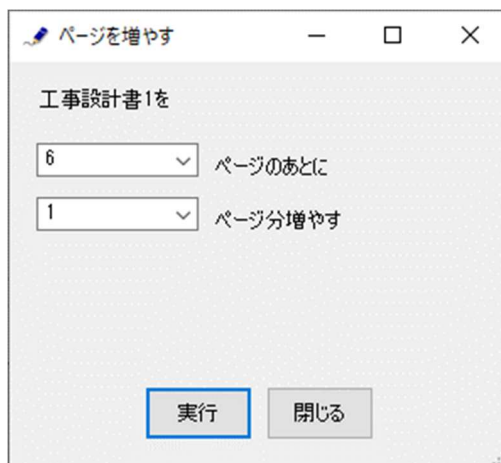 ページを増やす
工事設計書1を
6
ページのあとに
1
ページ分増やす
実行
閉じる